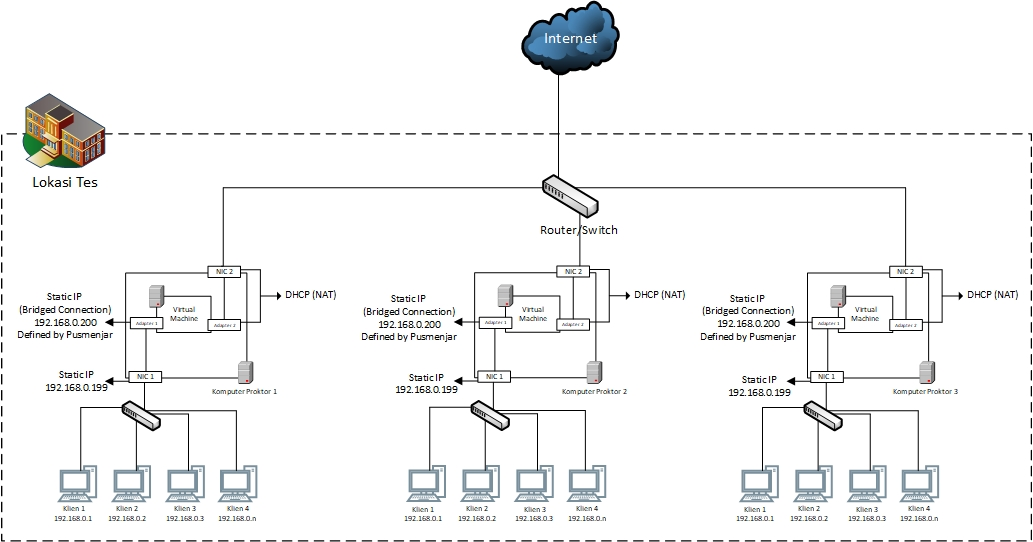 Internet
Lokasi Tes
Router/Switch
NIC 2
DHCP (NAT)
Static IP
(Bridged Connection)
192.168.0.200
Defined by Pusmenjar
Virtual
Machine
Adapter 1
Adapter 2
Static IP
192.168.0.199
NIC 1
Komputer Proktor 1
Klien 1
192.168.0.1
Klien 2
192.168.0.2
Klien 3
192.168.0.3
Klien 4
192.168.0.n
NIC 2
DHCP (NAT)
Static IP
(Bridged Connection)
192.168.0.200
Defined by Pusmenjar
Virtual
Machine
Adapter 1
Adapter 2
Static IP
192.168.0.199
NIC 1
Komputer Proktor 2
Klien 1
192.168.0.1
Klien 2
192.168.0.2
Klien 3
192.168.0.3
Klien 4
192.168.0.n
NIC 2
DHCP (NAT)
Static IP
(Bridged Connection)
192.168.0.200
Defined by Pusmenjar
Virtual
Machine
Adapter 1
Adapter 2
Static IP
192.168.0.199
NIC 1
Komputer Proktor 3
Klien 1
192.168.0.1
Klien 2
192.168.0.2
Klien 3
192.168.0.3
Klien 4
192.168.0.n